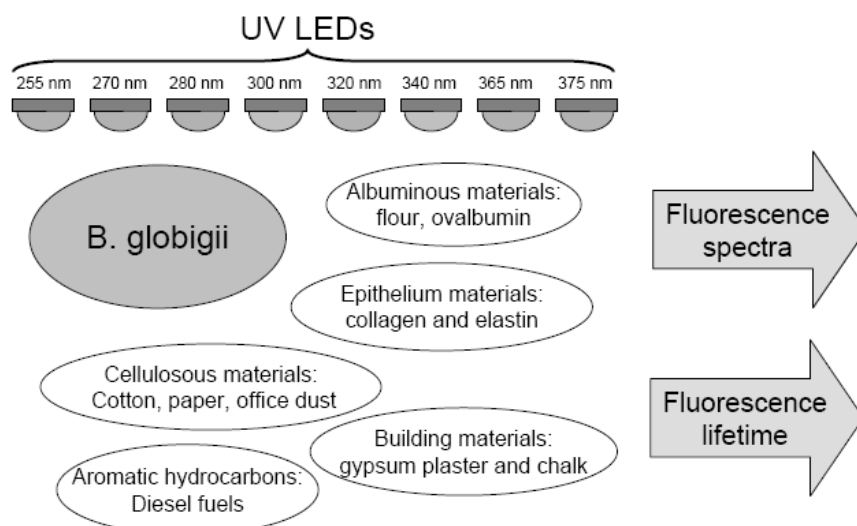 UV LEDs
255 nm 270 nm 280 nm 300 nm 320 nm 340 nm 365 nm 375 nm
B. globigii
Albuminous materials:
flour, ovalbumin
Epithelium materials:
collagen and elastin
Cellulosous materials:
Cotton, paper, office dust
Building materials:
gypsum plaster and chalk
Aromatic hydrocarbons:
Diesel fuels
Fluorescence
spectra
Fluorescence
lifetime